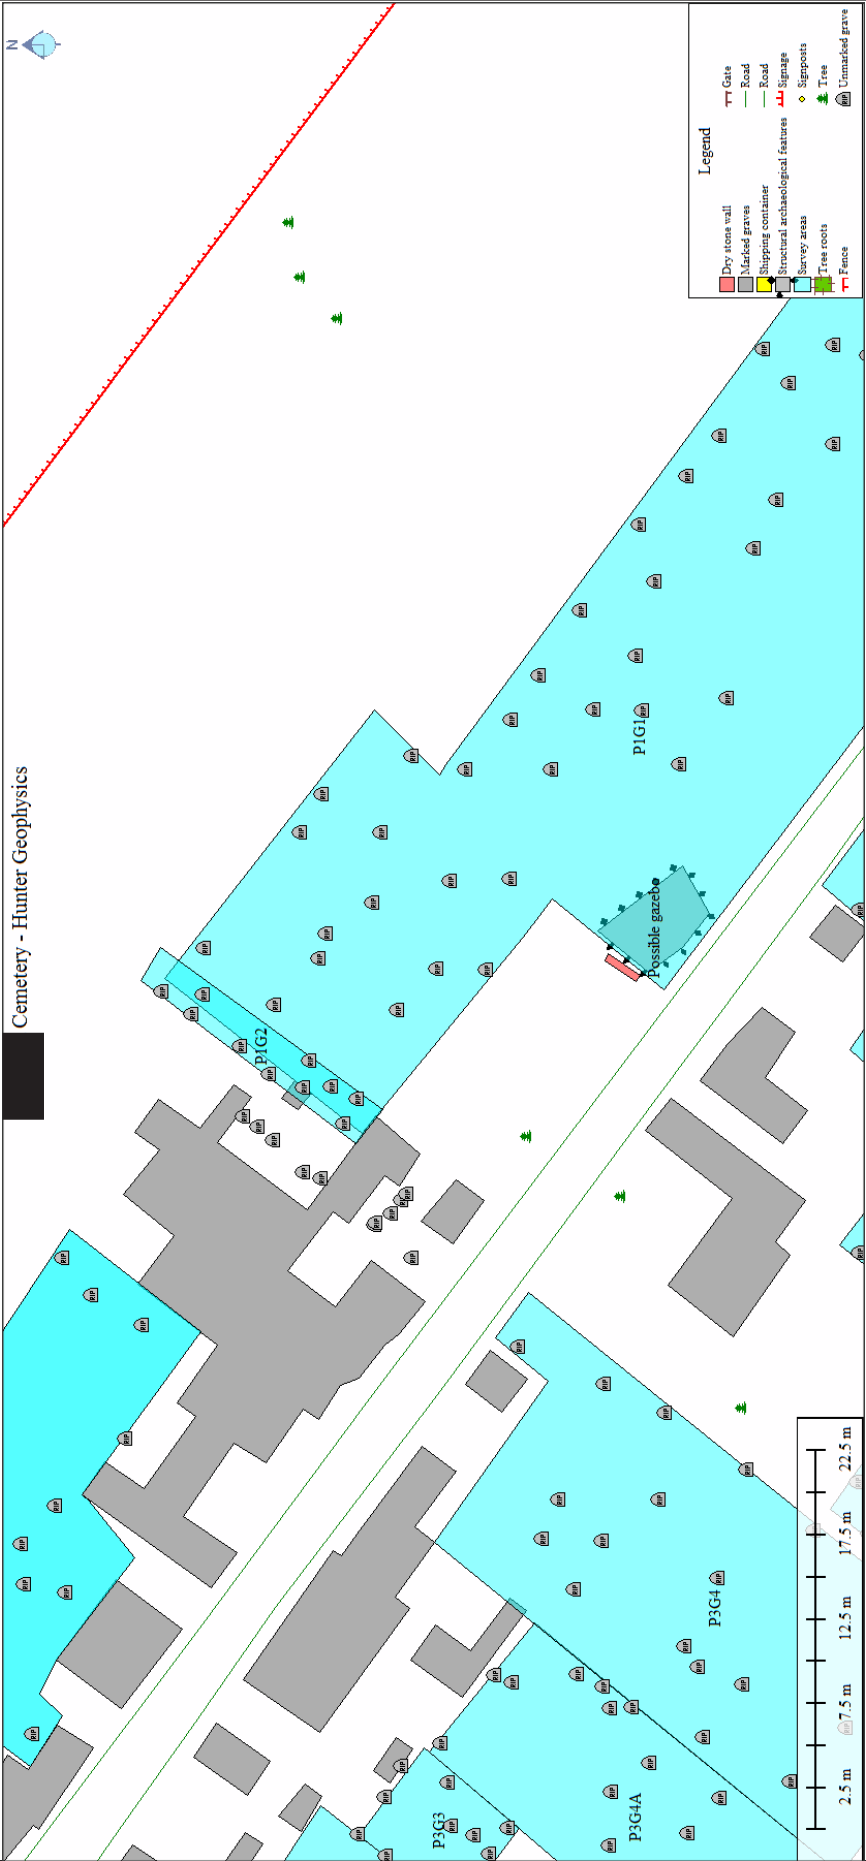 Cemetery - Hunter Geophysics
N
P1G2
P1G1
Possible gazebo
P3G3
P3G4A
P3G4
Legend
Dry stone wall
Marked graves
Shipping container
Structural archaeological features
Survey areas
Tree roots
Fence
Gate
Road
Road
Signage
Signposts
Tree
Unmarked grave
2.5 m 7.5 m 12.5 m 17.5 m 22.5 m
RIP